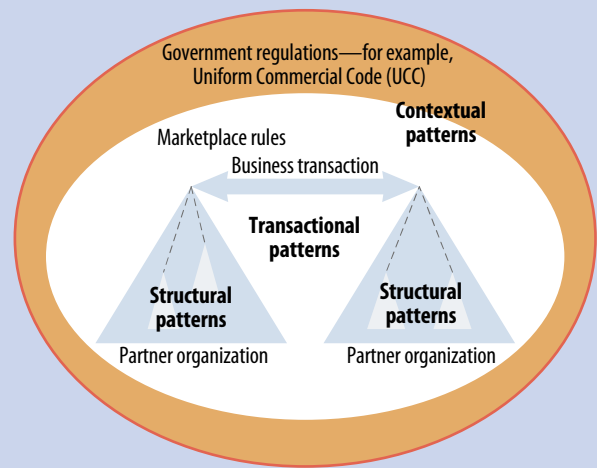 Government regulations—for example,
Uniform Commercial Code (UCC)
Contextual
patterns
Marketplace rules
Business transaction
Transactional
patterns
Structural
patterns
Structural
patterns
Partner organization
Partner organization